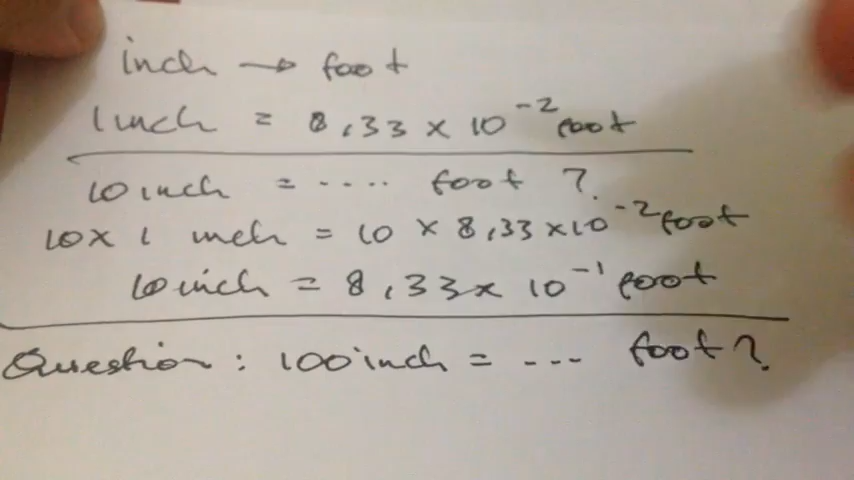 inch → foot
1 inch = 8,33 × 10⁻² foot
10 inch = .... foot ?
10 × 1 inch = 10 × 8,33 × 10⁻² foot
10 inch = 8,33 × 10⁻¹ foot
Question : 100 inch = --- foot ?